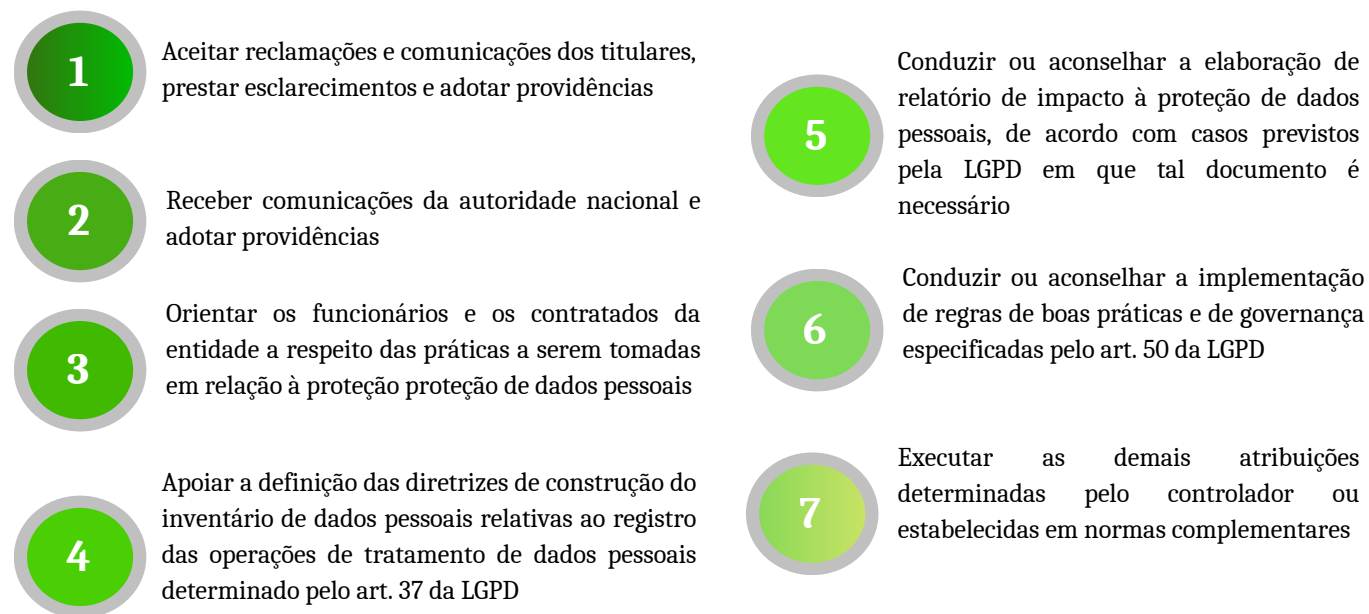 1
Aceitar reclamações e comunicações dos titulares,
prestar esclarecimentos e adotar providências
2
Receber comunicações da autoridade nacional e
adotar providências
3
Orientar os funcionários e os contratados da
entidade a respeito das práticas a serem tomadas
em relação à proteção proteção de dados pessoais
4
Apoiar a definição das diretrizes de construção do
inventário de dados pessoais relativas ao registro
das operações de tratamento de dados pessoais
determinado pelo art. 37 da LGPD
5
Conduzir ou aconselhar a elaboração de
relatório de impacto à proteção de dados
pessoais, de acordo com casos previstos
pela LGPD em que tal documento é
necessário
6
Conduzir ou aconselhar a implementação
de regras de boas práticas e de governança
especificadas pelo art. 50 da LGPD
7
Executar as demais atribuições
determinadas pelo controlador ou
estabelecidas em normas complementares